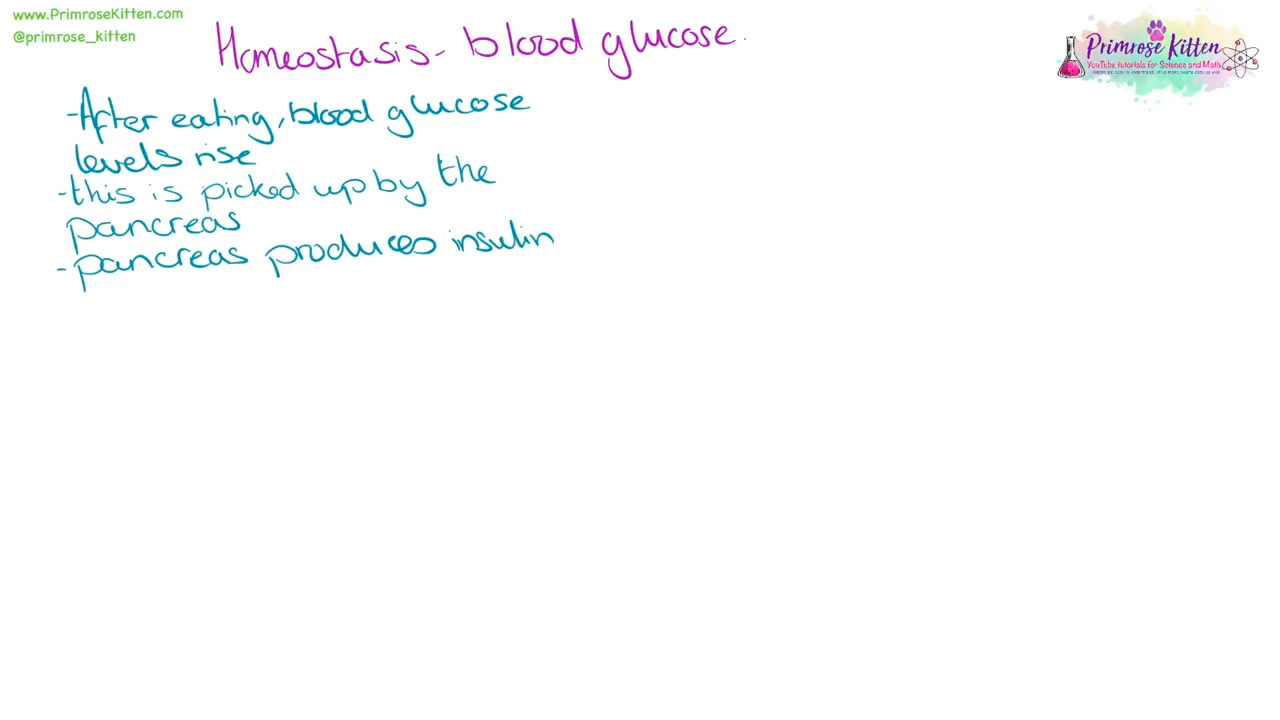 www.PrimroseKitten.com
@primrose_kitten
Homeostasis - blood glucose.
Primrose Kitten
YouTube tutorials for Science and Math
- After eating, blood glucose
levels rise
- this is picked up by the
pancreas
- pancreas produces insulin